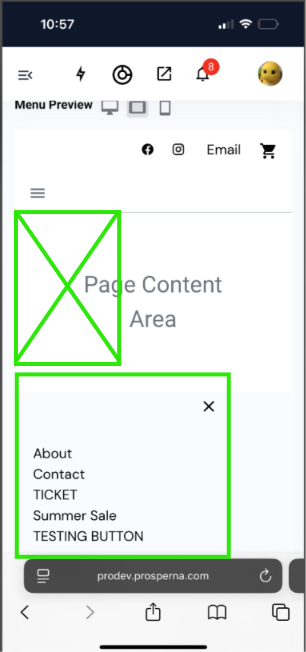 10:57
8
Menu Preview
Email
Page Content
Area
About
Contact
TICKET
Summer Sale
TESTING BUTTON
prodev.prosperna.com